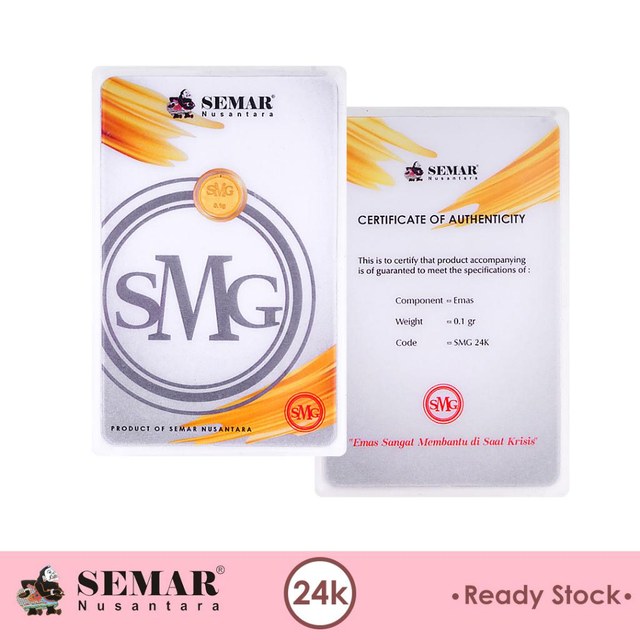 SEMAR®
Nusantara
SMG
0.1g
SMG
PRODUCT OF SEMAR NUSANTARA
SMG
SEMAR®
Nusantara
CERTIFICATE OF AUTHENTICITY
This is to certify that product accompanying
is of guaranted to meet the specifications of :
Component = Emas
Weight = 0.1 gr
Code = SMG 24K
SMG
"Emas Sangat Membantu di Saat Krisis"
SEMAR®
Nusantara
24k
•Ready Stock•